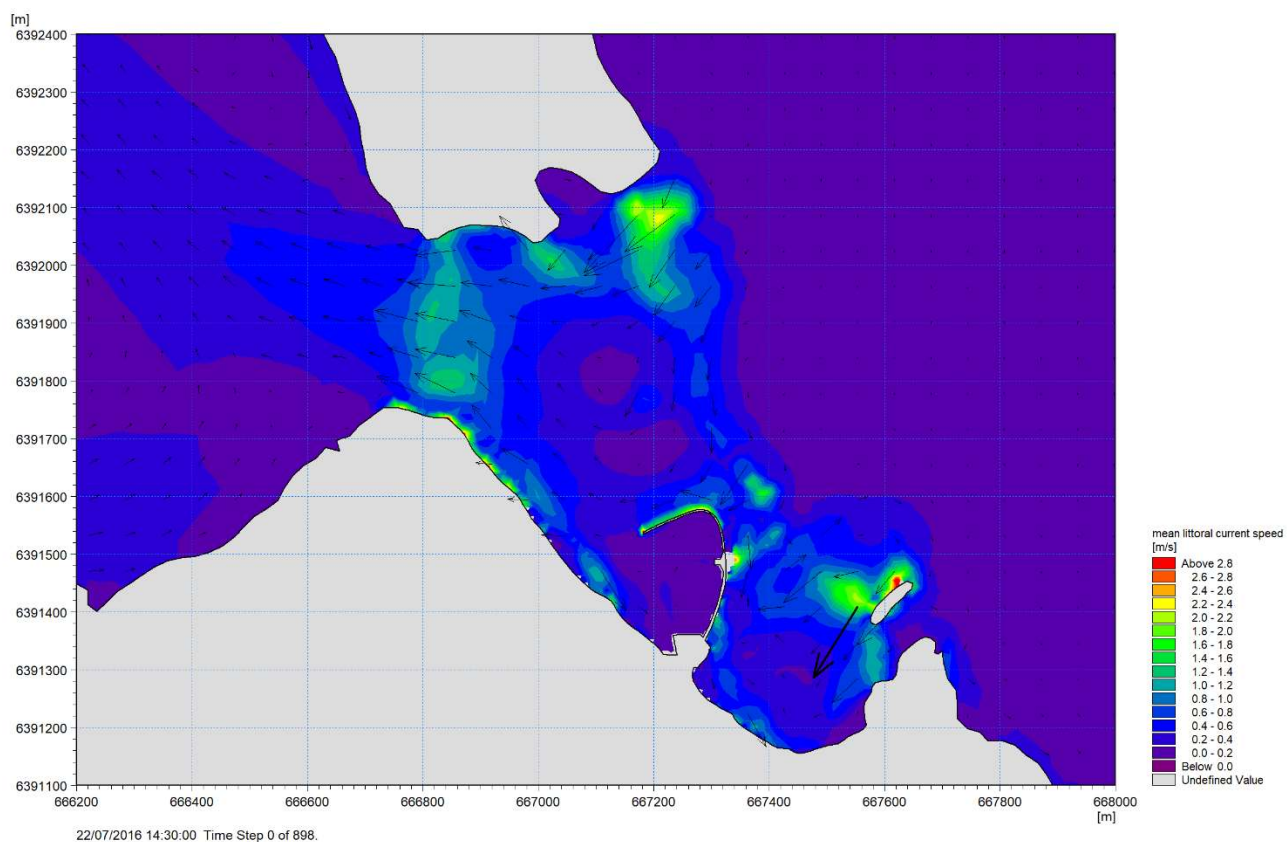 [m]
6392400
6392300
6392200
6392100
6392000
6391900
6391800
6391700
6391600
6391500
6391400
6391300
6391200
6391100
666200 666400 666600 666800 667000 667200 667400 667600 667800 668000
[m]
22/07/2016 14:30:00 Time Step 0 of 898.
mean littoral current speed
[m/s]
Above 2.8
2.6 - 2.8
2.4 - 2.6
2.2 - 2.4
2.0 - 2.2
1.8 - 2.0
1.6 - 1.8
1.4 - 1.6
1.2 - 1.4
1.0 - 1.2
0.8 - 1.0
0.6 - 0.8
0.4 - 0.6
0.2 - 0.4
0.0 - 0.2
Below 0.0
Undefined Value